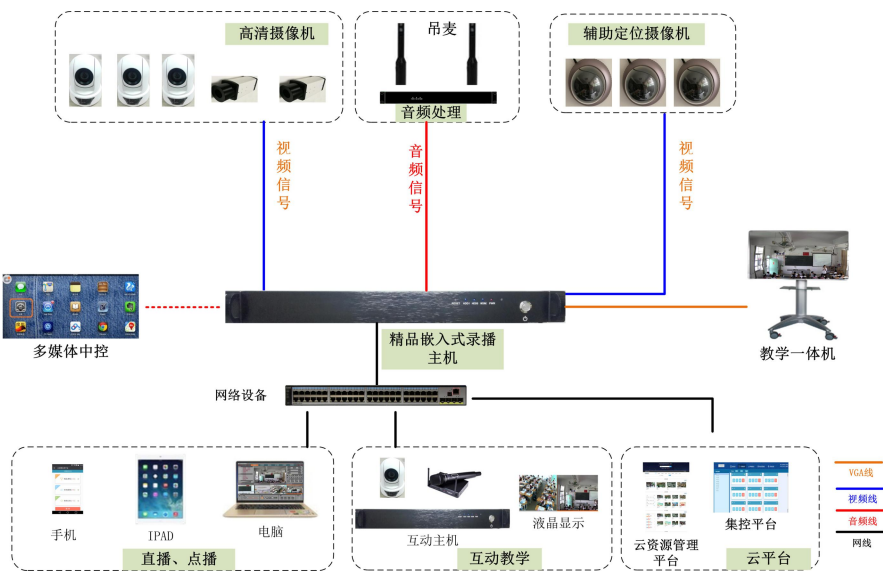 高清摄像机
吊麦
辅助定位摄像机
音频处理
视频信号
音频信号
视频信号
多媒体中控
精品嵌入式录播
主机
教学一体机
网络设备
手机
IPAD
电脑
直播、点播
互动主机
液晶显示
互动教学
云资源管理
平台
集控平台
云平台
VGA线
视频线
音频线
网线